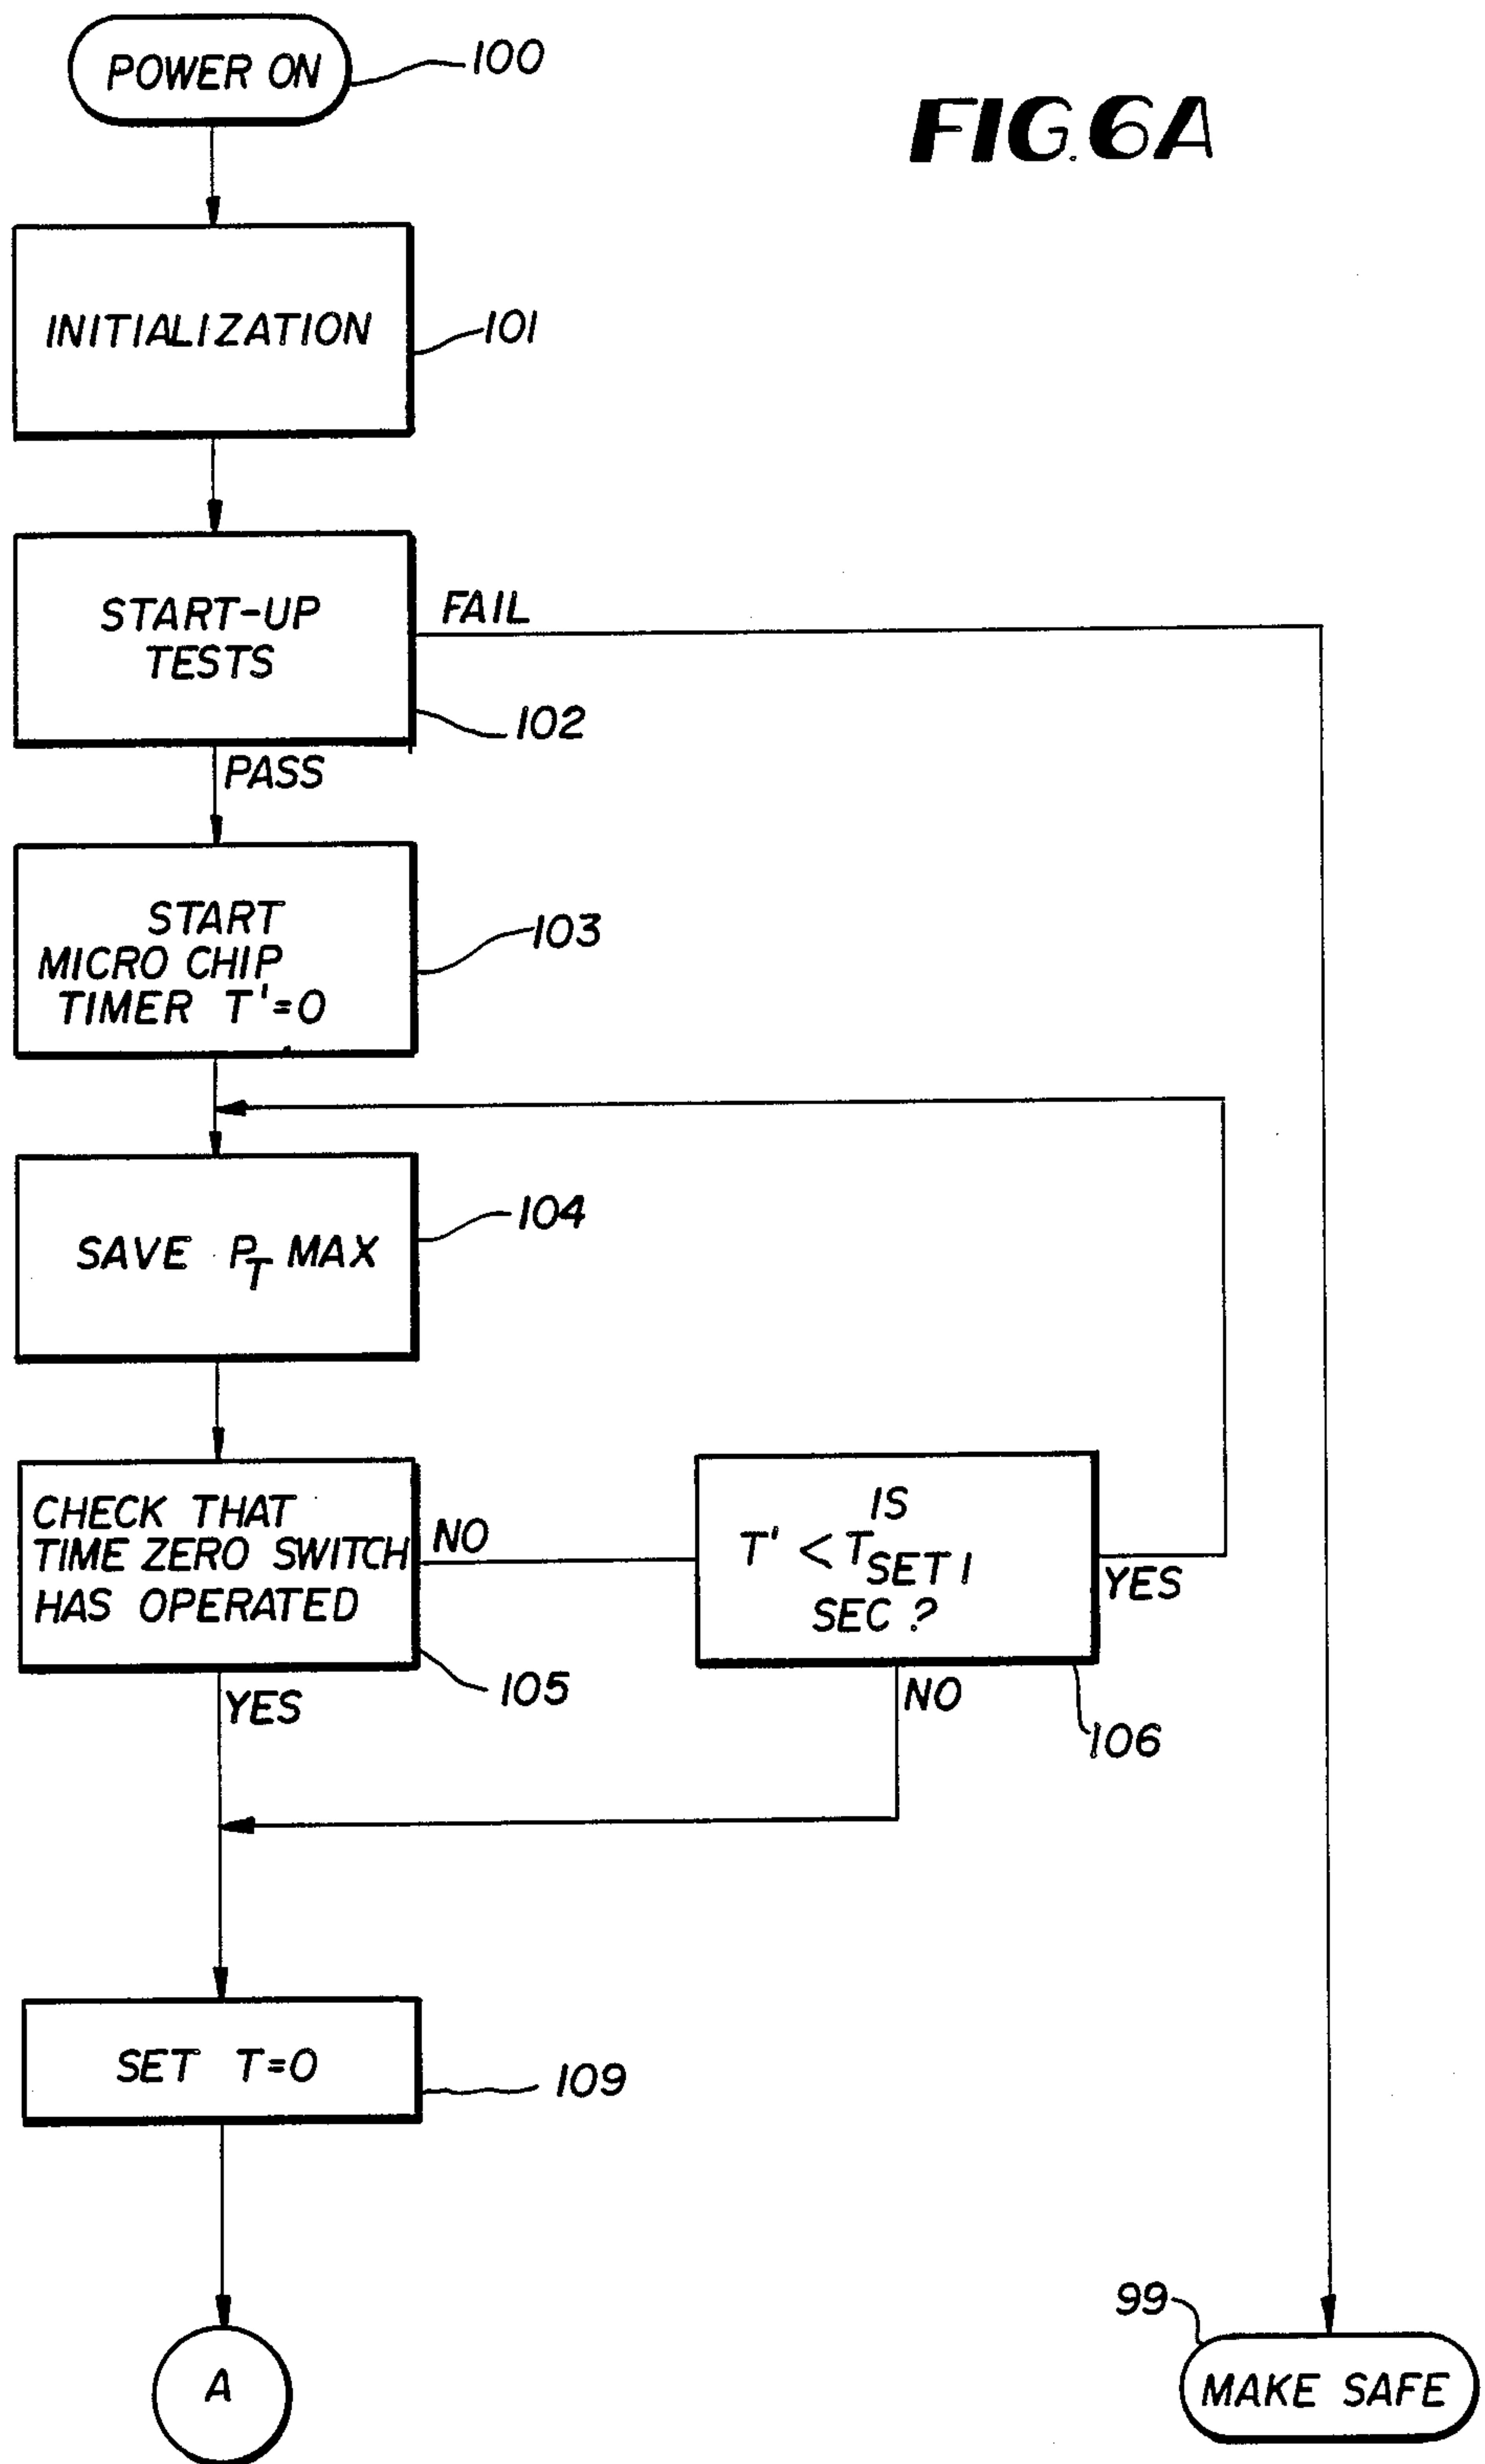 POWER ON
100
FIG. 6A
INITIALIZATION
101
START-UP
TESTS
FAIL
102
PASS
START
MICRO CHIP
TIMER T'=0
103
SAVE PT MAX
104
CHECK THAT
TIME ZERO SWITCH
HAS OPERATED
NO
105
YES
IS
T' < TSET 1
SEC ?
YES
NO
106
SET T=0
109
A
99
MAKE SAFE